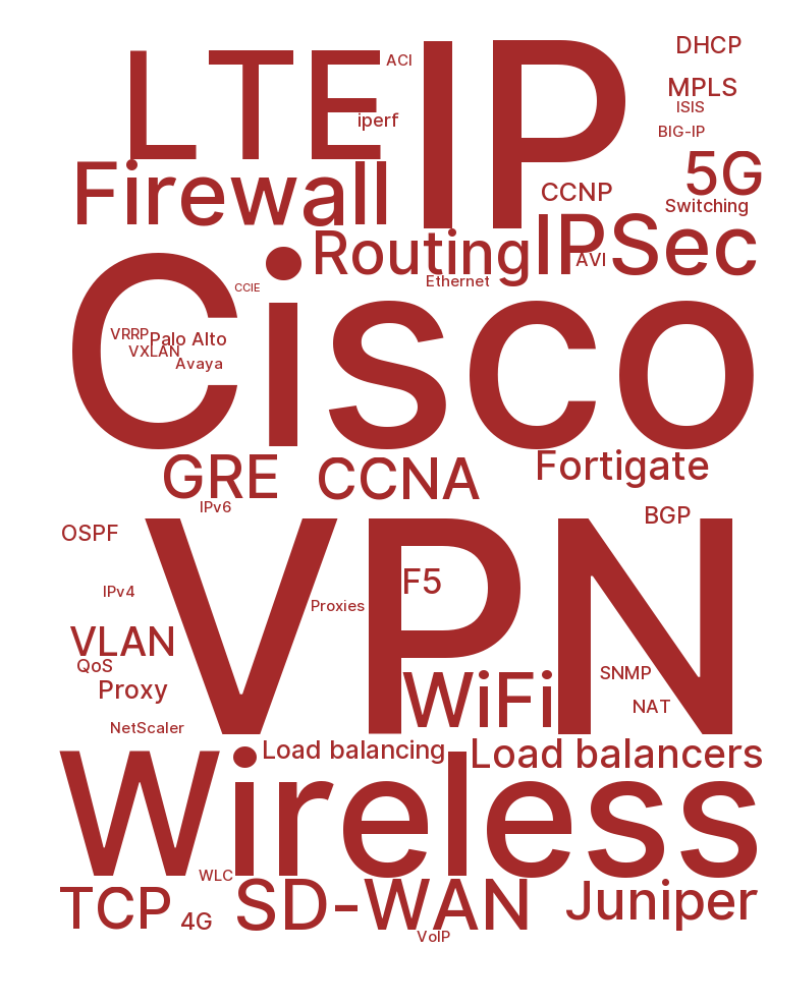 LTE
IP
ACI
DHCP
MPLS
iperf
ISIS
BIG-IP
Firewall
5G
CCNP
Switching
Routing
IPSec
AVI
Ethernet
Cisco
CCIE
VRRP
Palo Alto
VXLAN
Avaya
GRE
CCNA
Fortigate
IPv6
BGP
OSPF
VPN
F5
IPv4
Proxies
VLAN
QoS
WiFi
SNMP
Proxy
NAT
NetScaler
Load balancing
Load balancers
Wireless
WLC
TCP
4G
SD-WAN
Juniper
VoIP